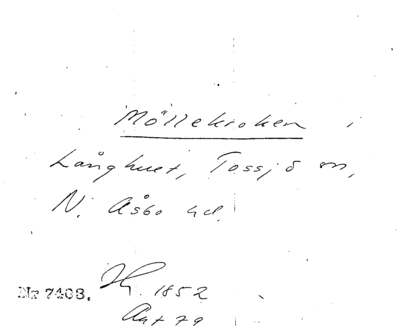 Möllekroken i
Långhult, Tossjö sn,
N. Åsbo hd.
Nr 7403. 1852